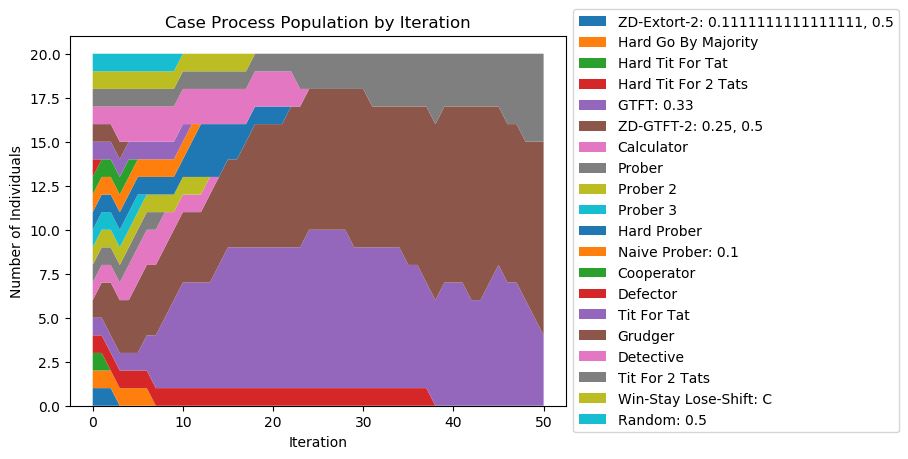 Case Process Population by Iteration
20.0
17.5
15.0
12.5
10.0
7.5
5.0
2.5
0.0
Number of Individuals
0
10
20
30
40
50
Iteration
ZD-Extort-2: 0.1111111111111111, 0.5
Hard Go By Majority
Hard Tit For Tat
Hard Tit For 2 Tats
GTFT: 0.33
ZD-GTFT-2: 0.25, 0.5
Calculator
Prober
Prober 2
Prober 3
Hard Prober
Naive Prober: 0.1
Cooperator
Defector
Tit For Tat
Grudger
Detective
Tit For 2 Tats
Win-Stay Lose-Shift: C
Random: 0.5